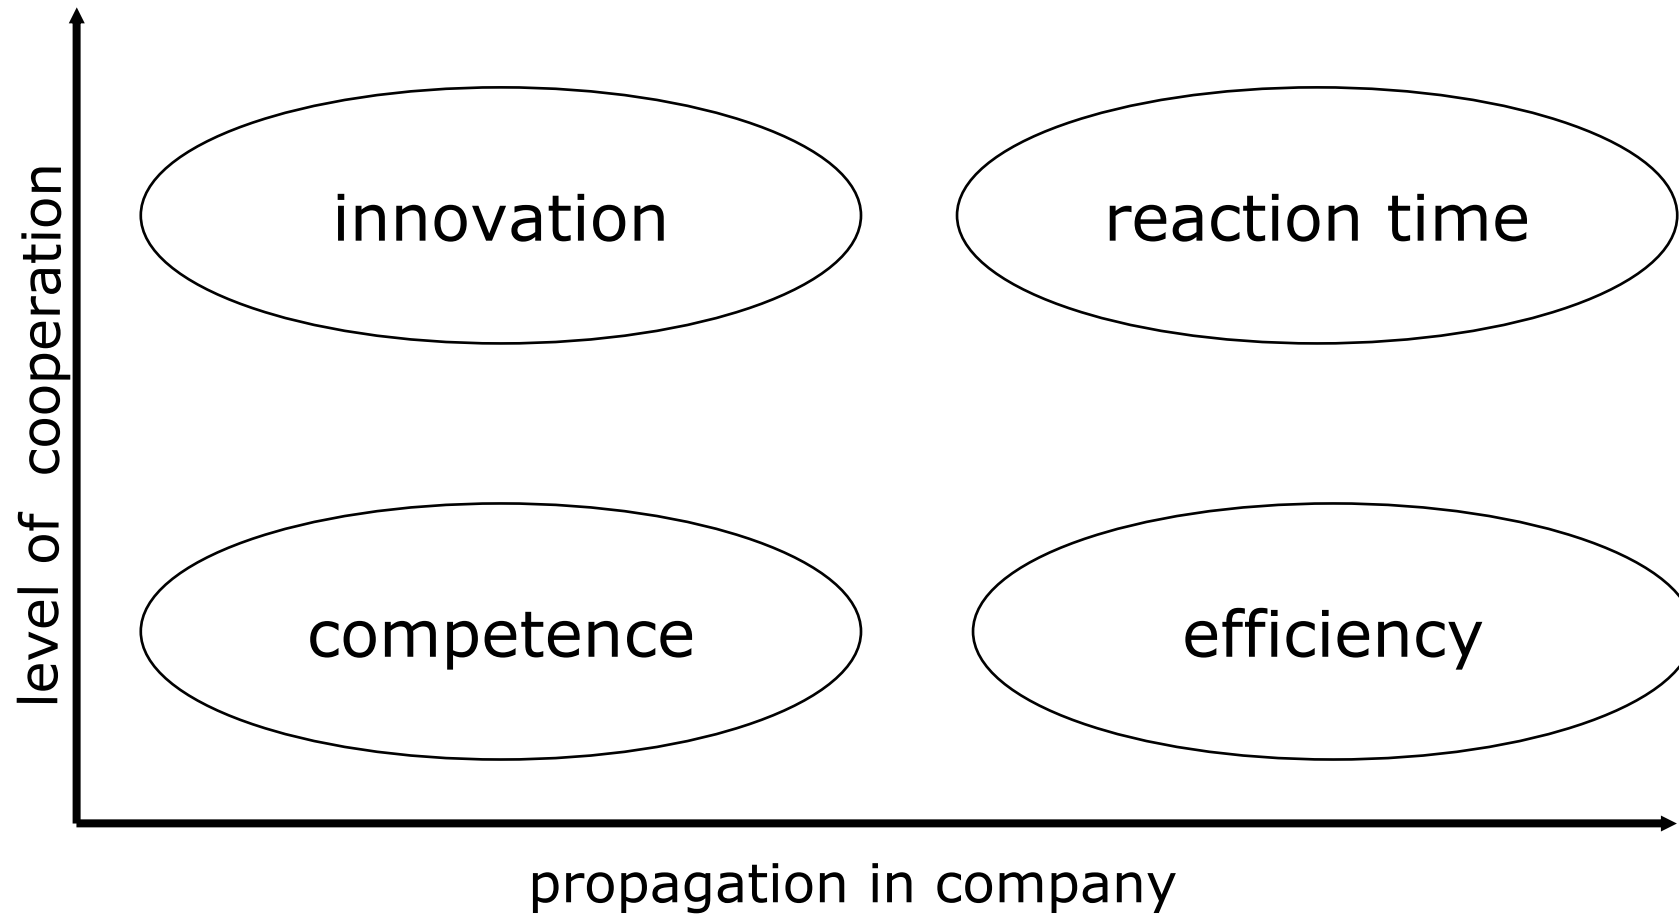 innovation
reaction time
level of cooperation
competence
efficiency
propagation in company